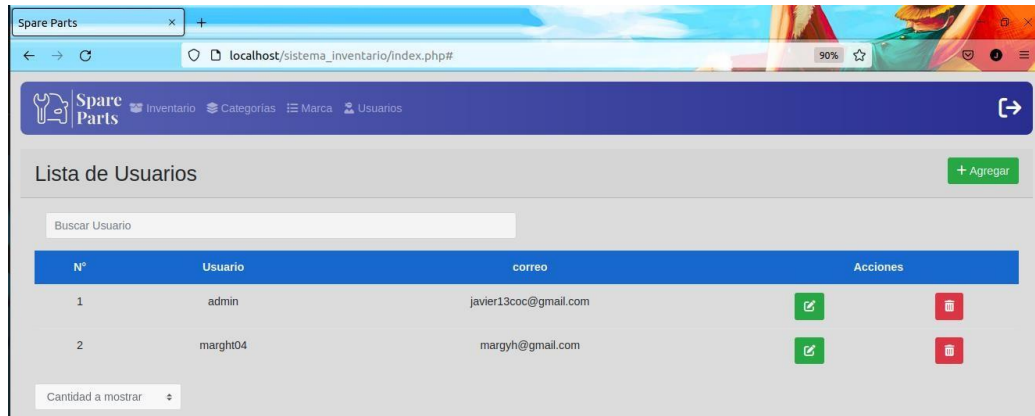 Spare Parts
localhost/sistema_inventario/index.php#
90%
Spare Parts
Inventario Categorías Marca Usuarios
Lista de Usuarios
+ Agregar
Buscar Usuario
N° Usuario correo Acciones
1 admin javier13coc@gmail.com
2 marght04 margyh@gmail.com
Cantidad a mostrar